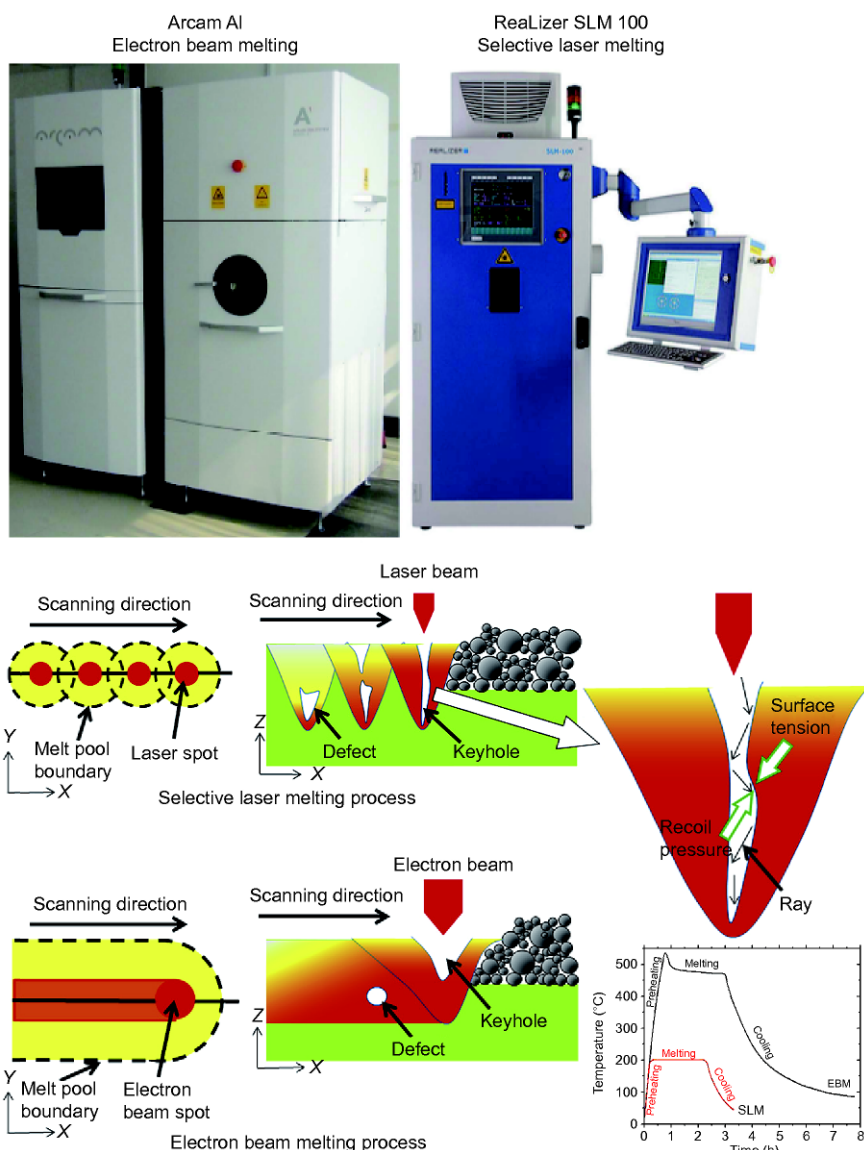 Arcam AI
Electron beam melting
ReaLizer SLM 100
Selective laser melting
arcam
A
REALIZER
SLM-100
Laser beam
Scanning direction
Scanning direction
Surface
tension
Y
Z
Melt pool
boundary
Laser spot
Defect
Keyhole
X
X
Selective laser melting process
Recoil
pressure
Ray
Electron beam
Scanning direction
Scanning direction
Keyhole
Defect
Z
X
Y
Melt pool
boundary
Electron
beam spot
X
Electron beam melting process
Temperature (°C)
500
400
300
200
100
0
Preheating
Melting
Cooling
EBM
Preheating
Melting
Cooling
SLM
0 1 2 3 4 5 6 7 8
Time (h)